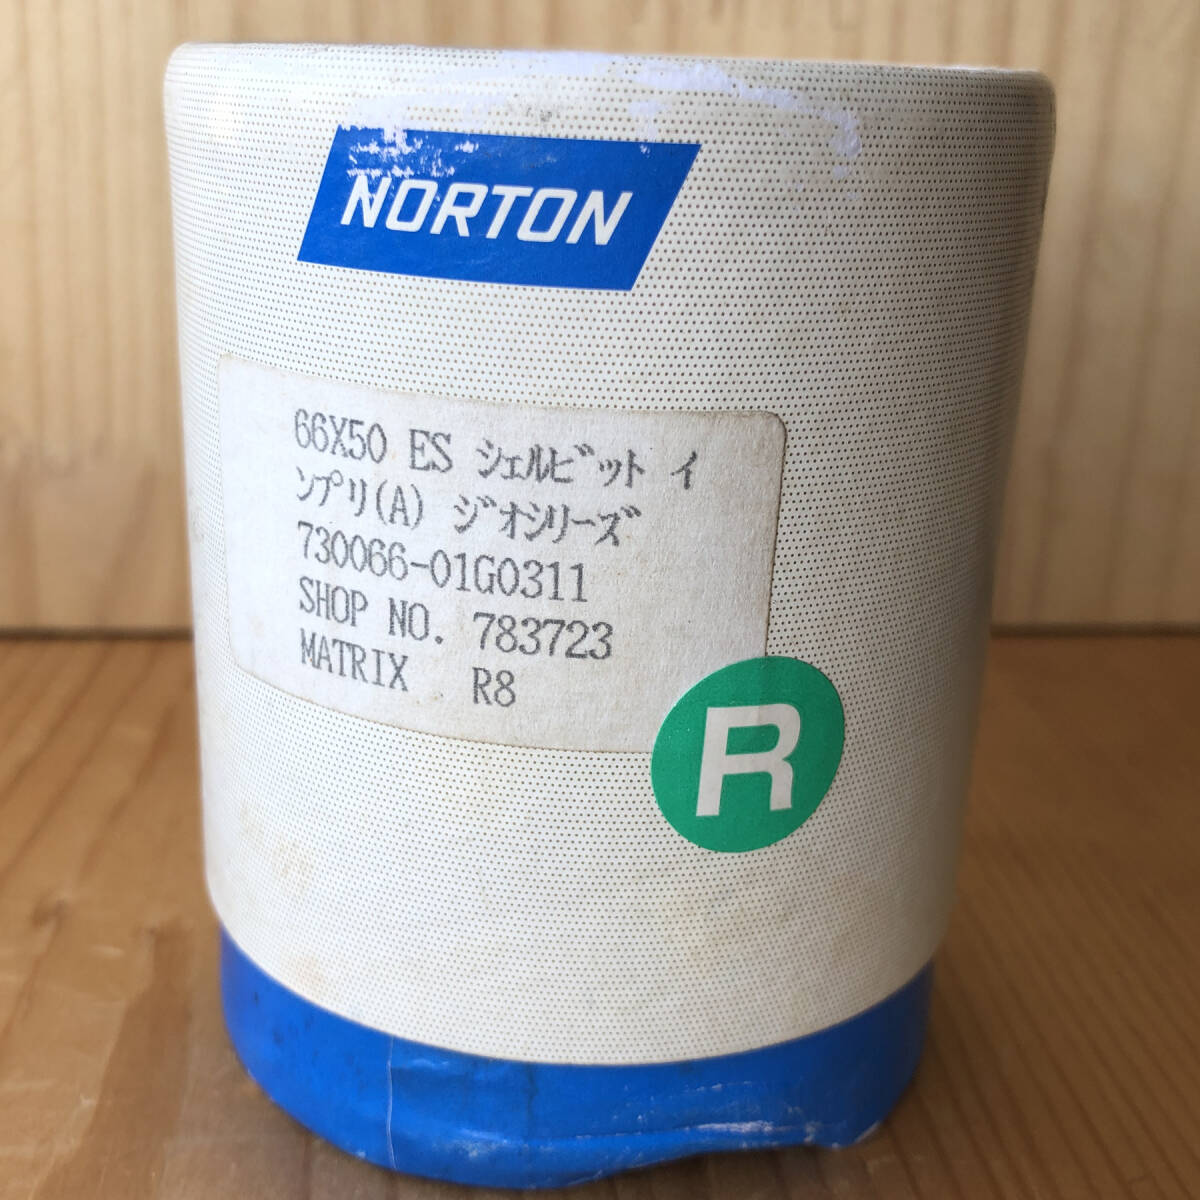 NORTON
66X50 ES シェルビット イ
ンプリ(A) ジオシリーズ
730066-01G0311
SHOP NO. 783723
MATRIX R8
R